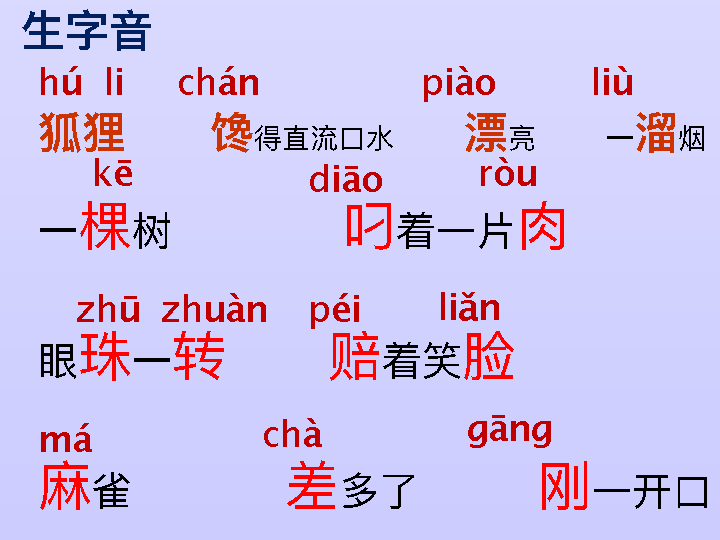 生字音
hú li chán piào liù
狐狸 馋得直流口水 漂亮 一溜烟
kē diāo ròu
一棵树 叼着一片肉
zhū zhuàn péi liǎn
眼珠一转 赔着笑脸
má chà gāng
麻雀 差多了 刚一开口